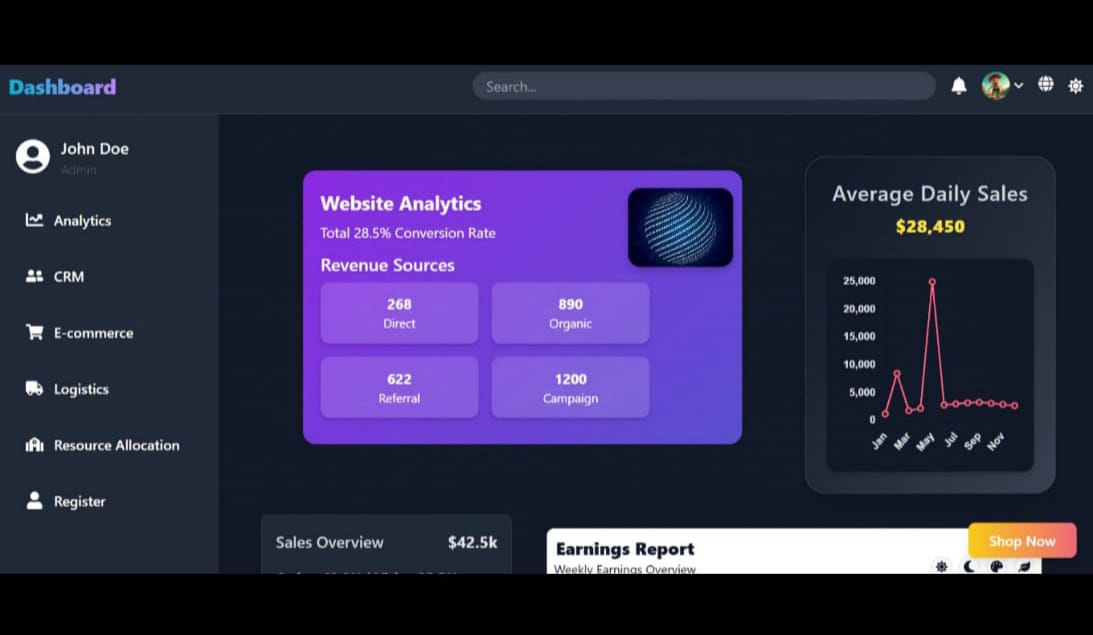 Dashboard
Search...
John Doe
Admin
Analytics
CRM
E-commerce
Logistics
Resource Allocation
Register
Website Analytics
Total 28.5% Conversion Rate
Revenue Sources
268
Direct
890
Organic
622
Referral
1200
Campaign
Average Daily Sales
$28,450
25,000
20,000
15,000
10,000
5,000
0
Jan
Mar
May
Jul
Sep
Nov
Sales Overview
$42.5k
Earnings Report
Weekly Earnings Overview
Shop Now